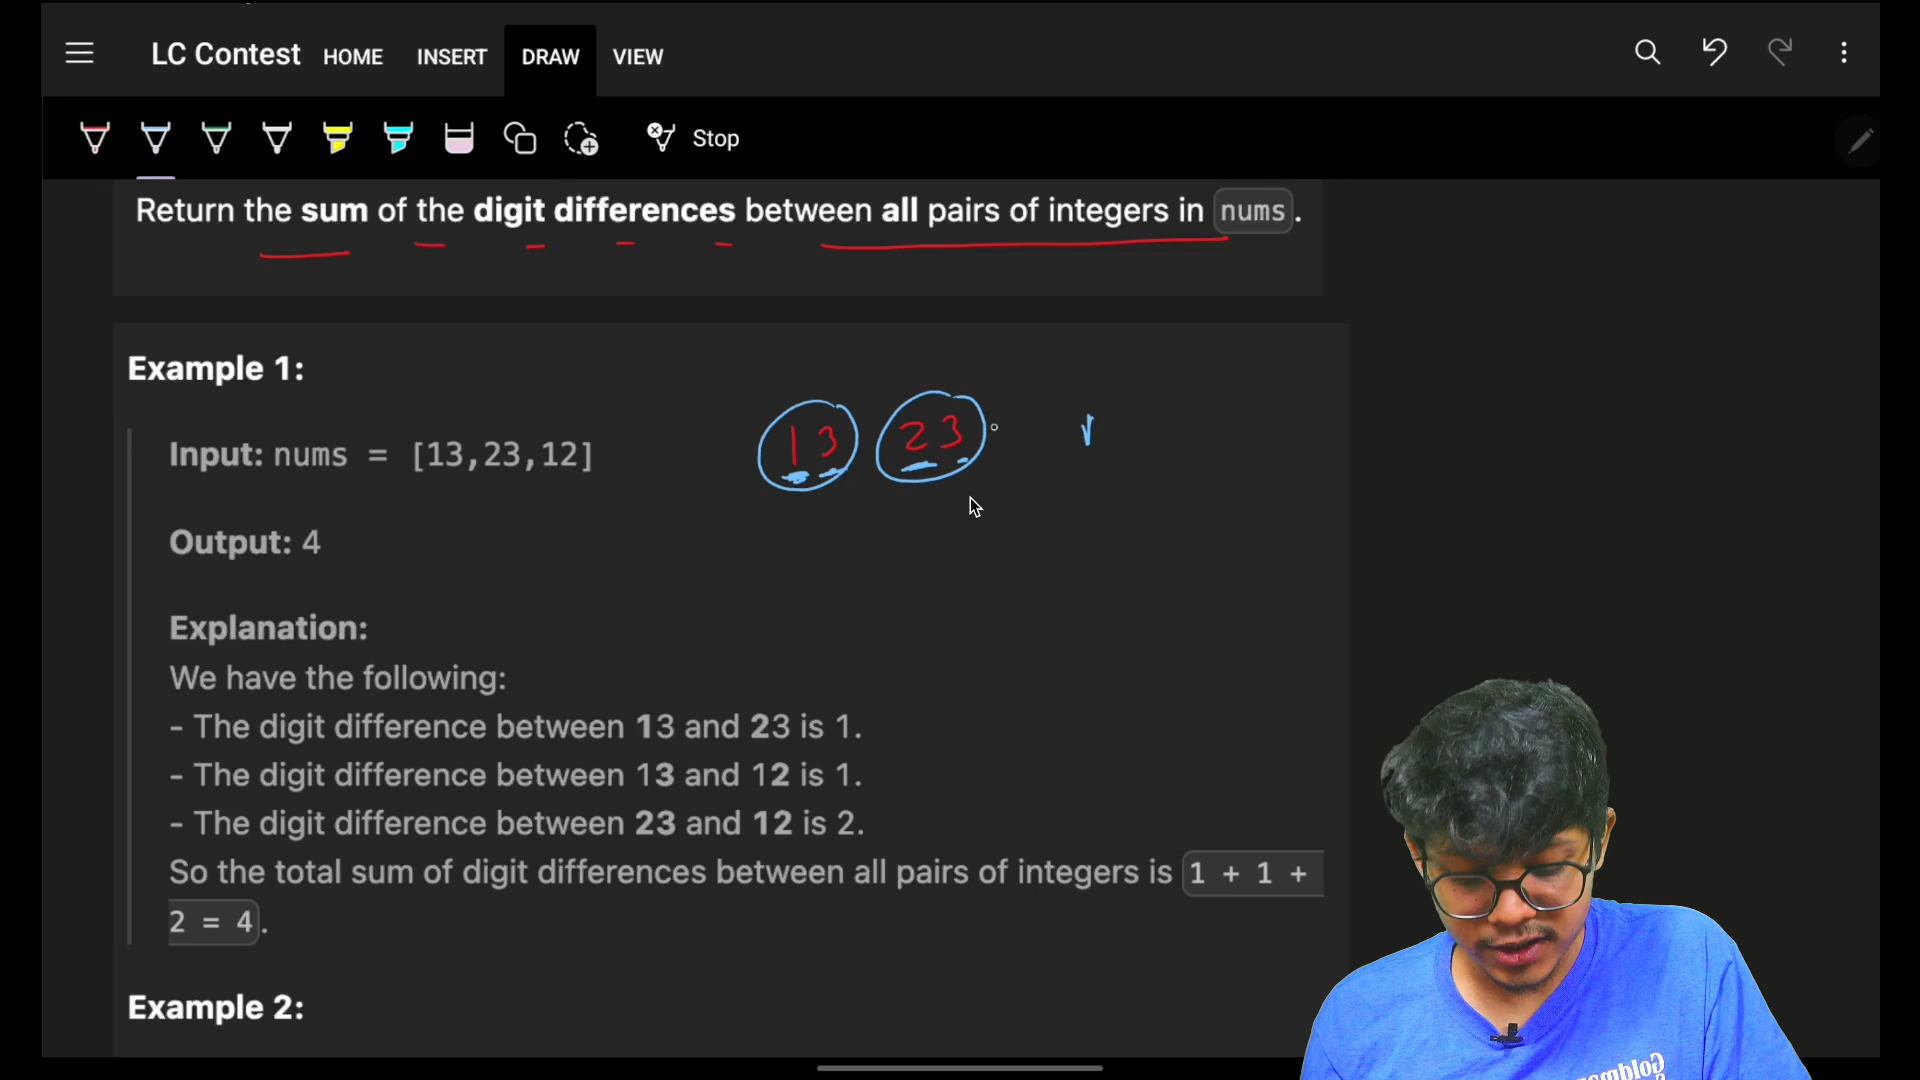 LC Contest HOME INSERT DRAW VIEW
Stop
Return the sum of the digit differences between all pairs of integers in nums.
Example 1:
13 23
Input: nums = [13,23,12]
Output: 4
Explanation:
We have the following:
- The digit difference between 13 and 23 is 1.
- The digit difference between 13 and 12 is 1.
- The digit difference between 23 and 12 is 2.
So the total sum of digit differences between all pairs of integers is 1 + 1 +
2 = 4.
Example 2: